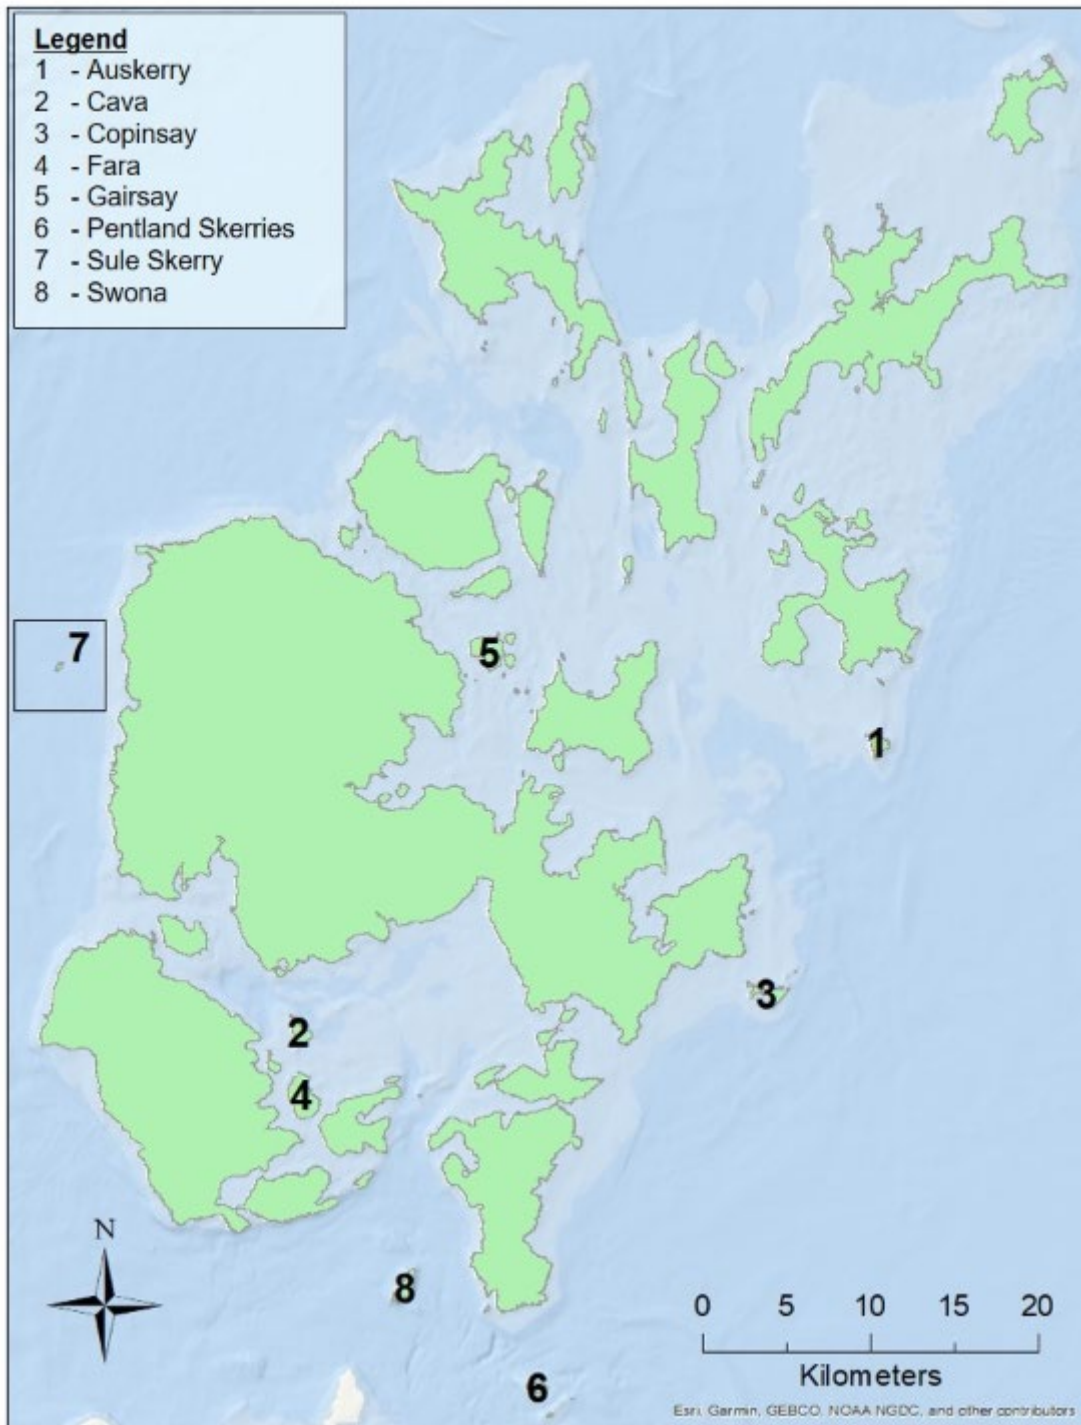 Legend
1 - Auskerry
2 - Cava
3 - Copinsay
4 - Fara
5 - Gairsay
6 - Pentland Skerries
7 - Sule Skerry
8 - Swona
7
5
1
3
2
4
N
8
6
0 5 10 15 20
Kilometers
Esri, Garmin, GEBCO, NOAA NGDC, and other contributors